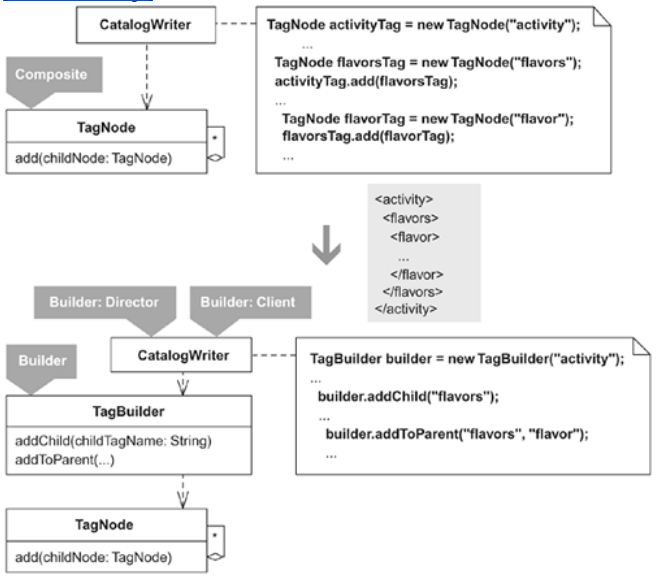 CatalogWriter
TagNode activityTag = new TagNode("activity");
...
TagNode flavorsTag = new TagNode("flavors");
activityTag.add(flavorsTag);
...
TagNode flavorTag = new TagNode("flavor");
flavorsTag.add(flavorTag);
...
Composite
TagNode
*
add(childNode: TagNode)
<activity>
<flavors>
<flavor>
...
</flavor>
</flavors>
</activity>
Builder: Director
Builder: Client
CatalogWriter
TagBuilder builder = new TagBuilder("activity");
...
builder.addChild("flavors");
...
builder.addToParent("flavors", "flavor");
...
Builder
TagBuilder
addChild(childTagName: String)
addToParent(...)
TagNode
*
add(childNode: TagNode)